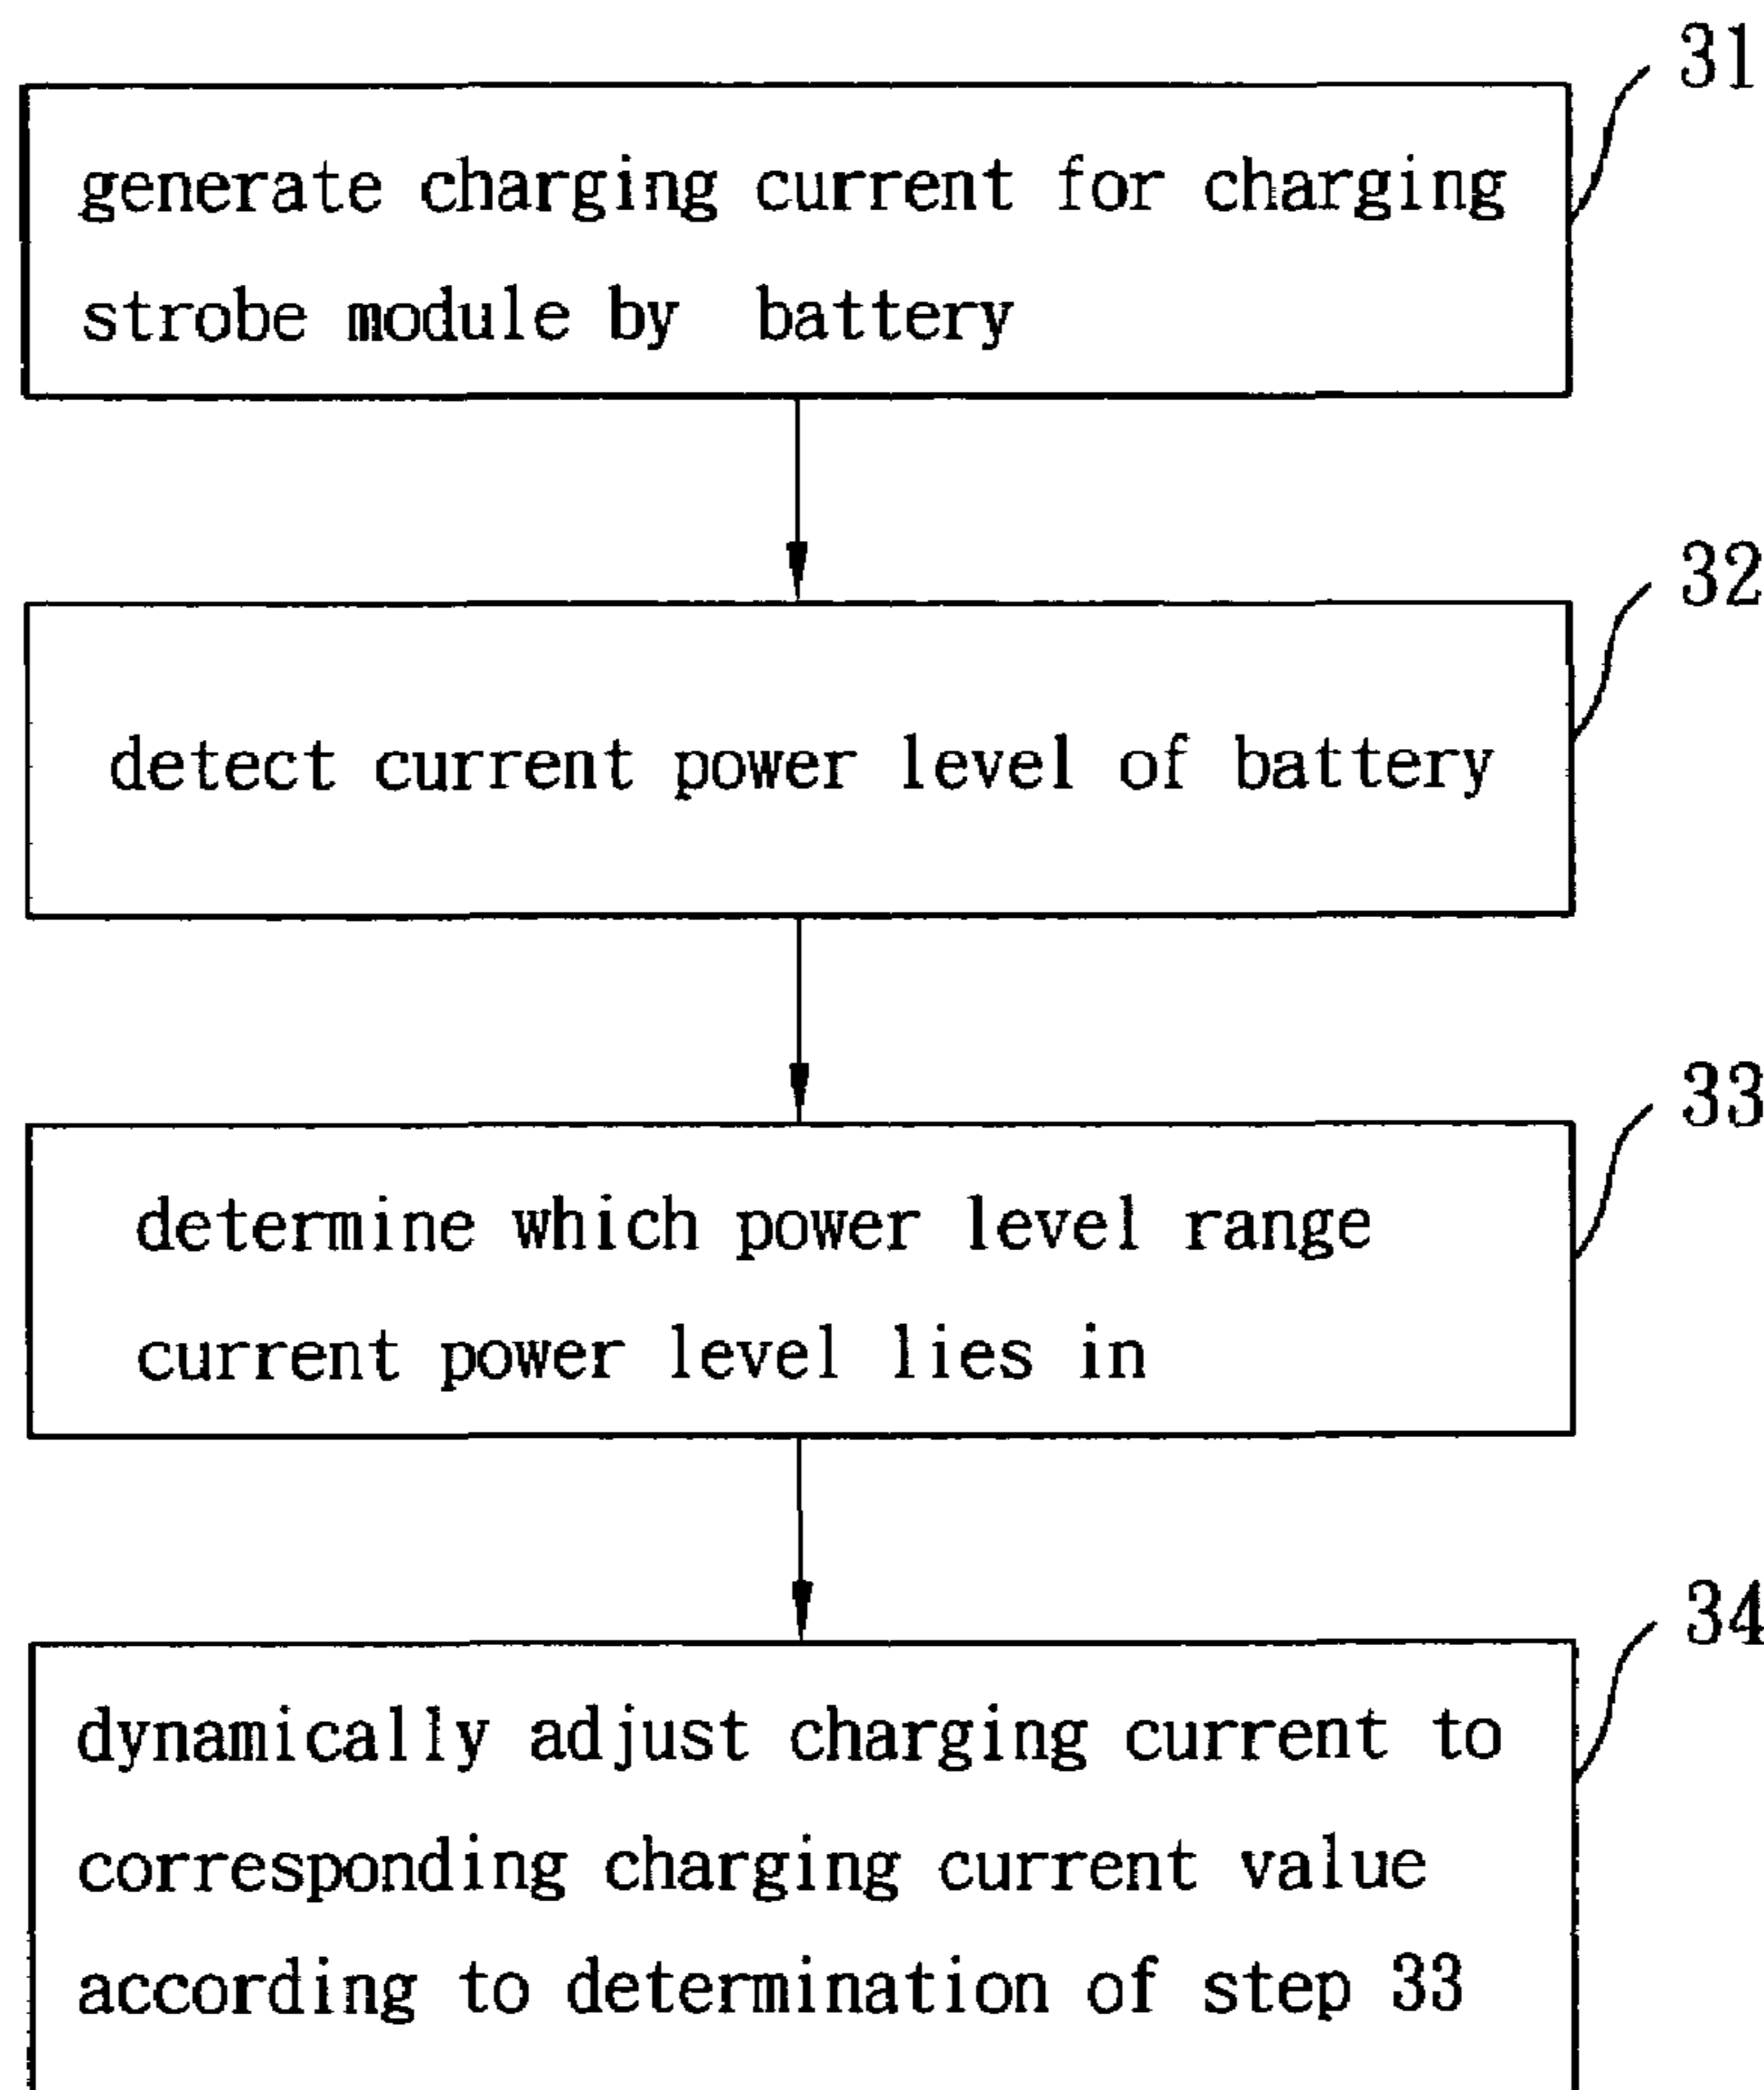 31
generate charging current for charging
strobe module by battery
32
detect current power level of battery
33
determine which power level range
current power level lies in
34
dynamically adjust charging current to
corresponding charging current value
according to determination of step 33